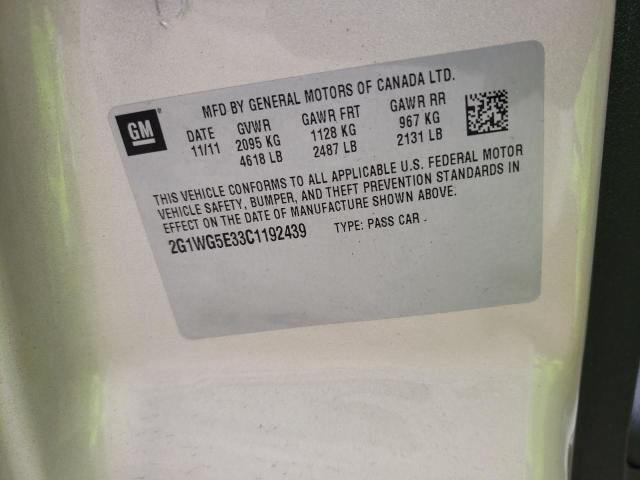 MFD BY GENERAL MOTORS OF CANADA LTD.
GM
DATE GVWR GAWR FRT GAWR RR
11/11 2095 KG 1128 KG 967 KG
4618 LB 2487 LB 2131 LB
THIS VEHICLE CONFORMS TO ALL APPLICABLE U.S. FEDERAL MOTOR
VEHICLE SAFETY, BUMPER, AND THEFT PREVENTION STANDARDS IN
EFFECT ON THE DATE OF MANUFACTURE SHOWN ABOVE.
2G1WG5E33C1192439 TYPE: PASS CAR .